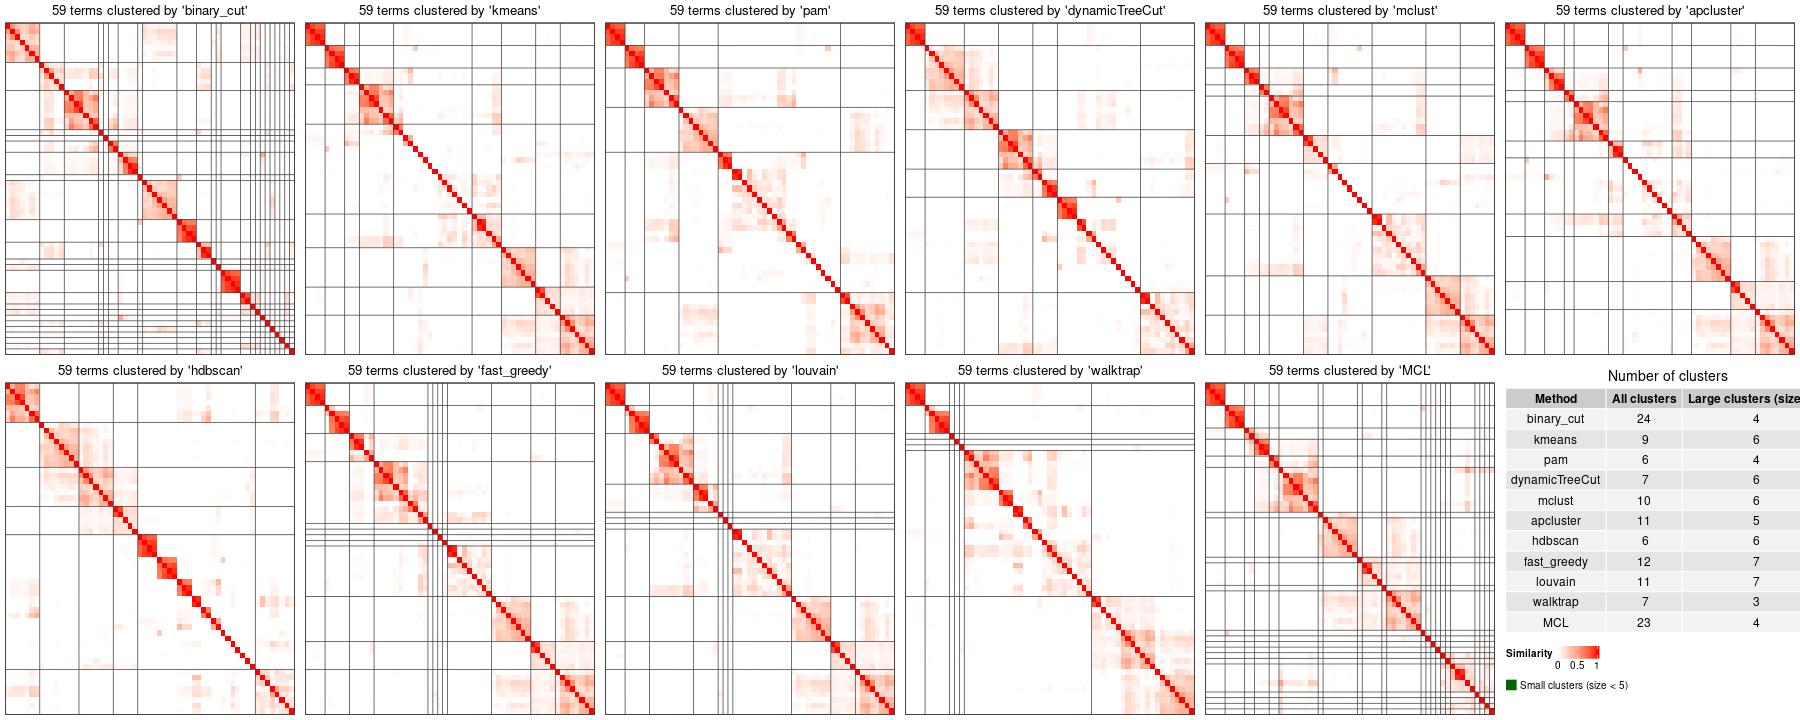 59 terms clustered by 'binary_cut'
59 terms clustered by 'kmeans'
59 terms clustered by 'pam'
59 terms clustered by 'dynamicTreeCut'
59 terms clustered by 'mclust'
59 terms clustered by 'apcluster'
59 terms clustered by 'hdbscan'
59 terms clustered by 'fast_greedy'
59 terms clustered by 'louvain'
59 terms clustered by 'walktrap'
59 terms clustered by 'MCL'
Number of clusters
Method All clusters Large clusters (size
binary_cut 24 4
kmeans 9 6
pam 6 4
dynamicTreeCut 7 6
mclust 10 6
apcluster 11 5
hdbscan 6 6
fast_greedy 12 7
louvain 11 7
walktrap 7 3
MCL 23 4
Similarity
0 0.5 1
Small clusters (size < 5)